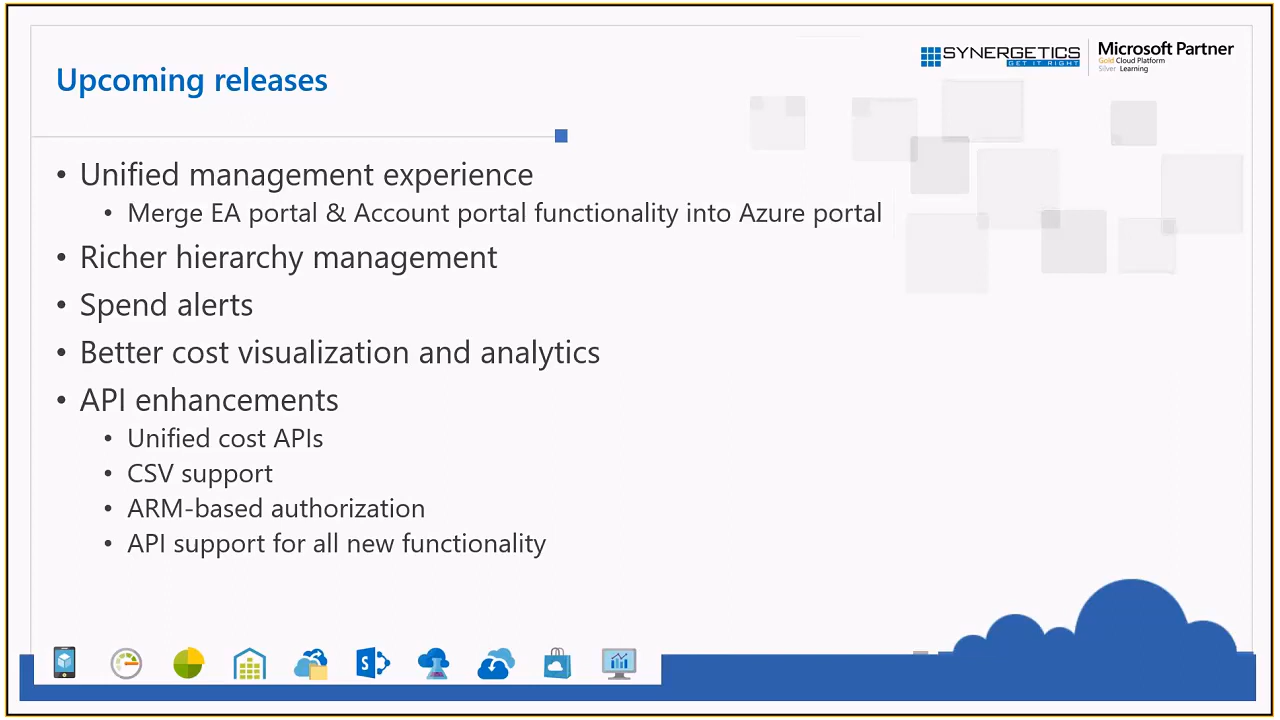 SYNERGETICS
GET IT RIGHT
Microsoft Partner
Gold Cloud Platform
Silver Learning
Upcoming releases
• Unified management experience
• Merge EA portal & Account portal functionality into Azure portal
• Richer hierarchy management
• Spend alerts
• Better cost visualization and analytics
• API enhancements
• Unified cost APIs
• CSV support
• ARM-based authorization
• API support for all new functionality
S